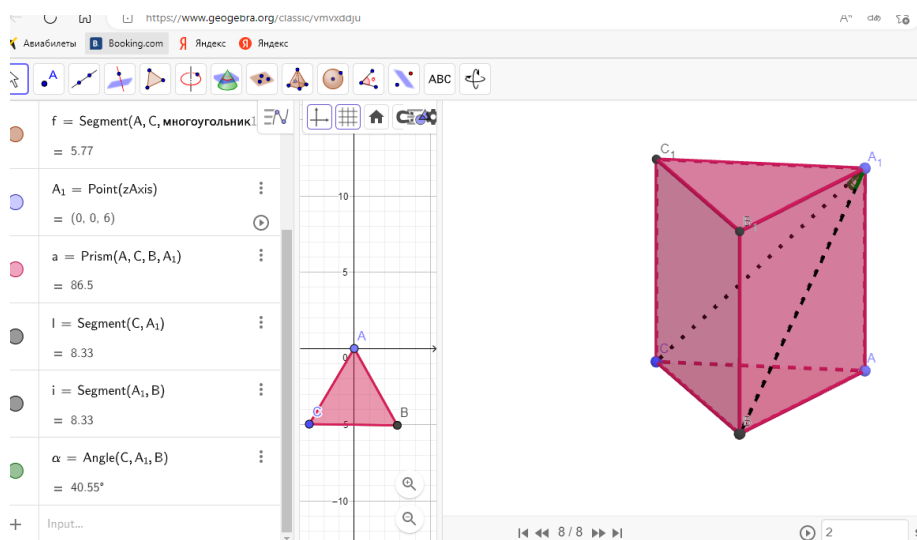 https://www.geogebra.org/classic/vmvxddju
Авиабилеты B Booking.com Я Яндекс Я Яндекс
A ABC
f = Segment(A, C, многоугольник1
= 5.77
A₁ = Point(zAxis)
= (0, 0, 6)
a = Prism(A, C, B, A₁)
= 86.5
l = Segment(C, A₁)
= 8.33
i = Segment(A₁, B)
= 8.33
α = Angle(C, A₁, B)
= 40.55°
Input...
10
5
A
0
B
-5
-10
C₁
A₁
C
A
8 / 8
2